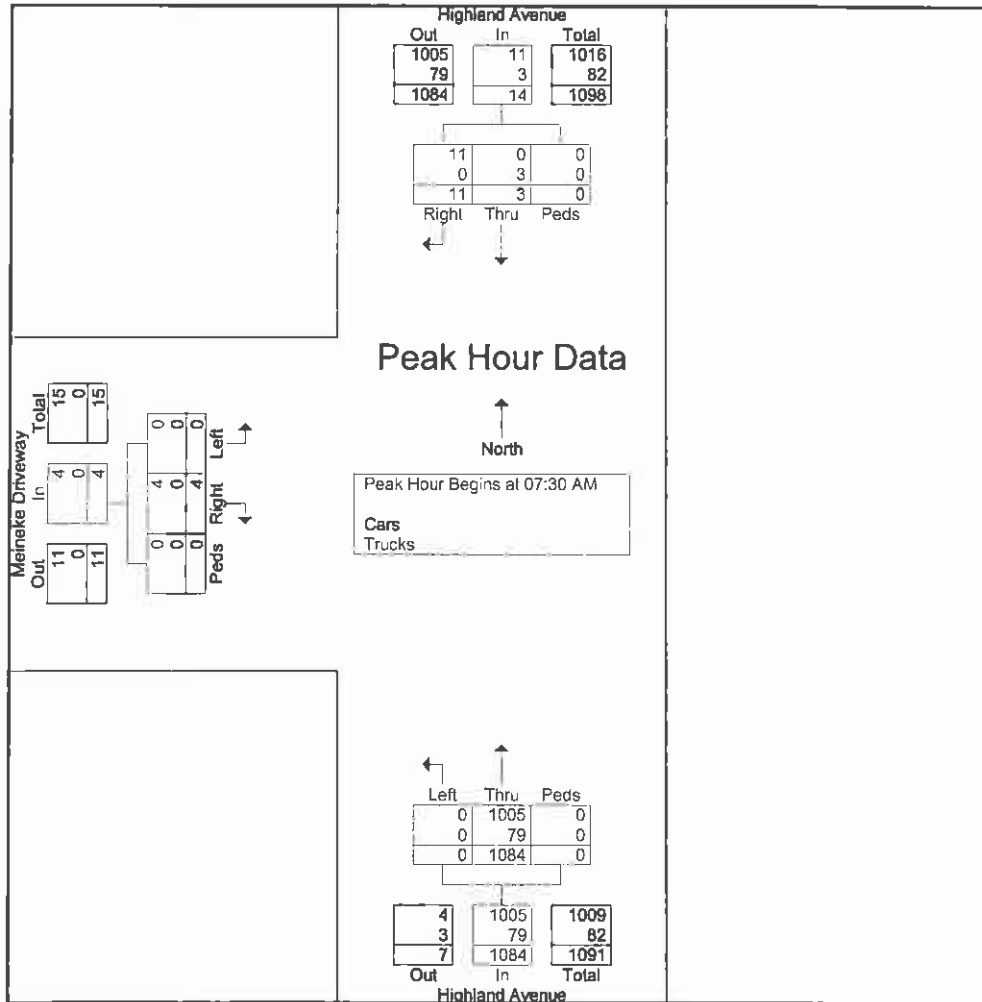 Highland Avenue
Out In Total
1005 11 1016
79 3 82
1084 14 1098
11 0 0
0 3 0
11 3 0
Right Thru Peds
Peak Hour Data
North
Peak Hour Begins at 07:30 AM
Cars
Trucks
Meineke Driveway
Out In Total
11 4 15
0 0 0
11 4 15
0 4 0
0 0 0
0 4 0
Peds Right Left
Left Thru Peds
0 1005 0
0 79 0
0 1084 0
4 1005 1009
3 79 82
7 1084 1091
Out In Total
Highland Avenue